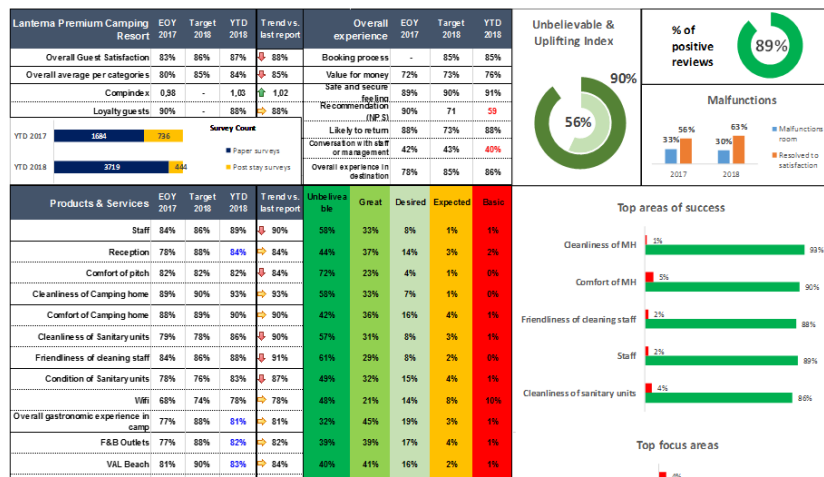 Lanterna Premium Camping Resort EOY 2017 Target 2018 YTD 2018 Trend vs. last report
Overall Guest Satisfaction 83% 86% 87% 88%
Overall average per categories 80% 85% 84% 85%
Compindex 0,98 - 1,03 1,02
Loyalty guests 90% - 88% 88%
Survey Count
YTD 2017 1684 736
YTD 2018 3719 444
Paper surveys
Post stay surveys
Overall experience EOY 2017 Target 2018 YTD 2018
Booking process - 85% 85%
Value for money 72% 73% 76%
Safe and secure feeling 89% 90% 91%
Recommendation (NPS) 90% 71 59
Likely to return 88% 73% 88%
Conversation with staff or management 42% 43% 40%
Overall experience in destination 78% 85% 86%
Unbelievable & Uplifting Index
90%
56%
% of positive reviews
89%
Malfunctions
33% 56% 30% 63%
2017 2018
Malfunctions room
Resolved to satisfaction
Products & Services EOY 2017 Target 2018 YTD 2018 Trend vs. last report Unbelivea ble Great Desired Expected Basic
Staff 84% 86% 89% 90% 58% 33% 8% 1% 1%
Reception 78% 88% 84% 84% 44% 37% 14% 3% 2%
Comfort of pitch 82% 82% 82% 84% 72% 23% 4% 1% 0%
Cleanliness of Camping home 89% 90% 93% 93% 58% 33% 7% 1% 0%
Comfort of Camping home 88% 89% 90% 90% 42% 36% 16% 4% 1%
Cleanliness of Sanitary units 79% 78% 86% 90% 57% 31% 8% 3% 1%
Friendliness of cleaning staff 84% 86% 88% 91% 61% 29% 8% 2% 0%
Condition of Sanitary units 78% 76% 83% 87% 49% 32% 15% 4% 1%
Wifi 68% 74% 78% 78% 48% 21% 14% 8% 10%
Overall gastronomic experience in camp 77% 88% 81% 81% 32% 45% 19% 3% 1%
F&B Outlets 77% 88% 82% 82% 39% 39% 17% 4% 1%
VAL Beach 81% 90% 83% 84% 40% 41% 16% 2% 1%
Top areas of success
Cleanliness of MH 1% 93%
Comfort of MH 5% 90%
Friendliness of cleaning staff 2% 88%
Staff 2% 89%
Cleanliness of sanitary units 4% 86%
Top focus areas